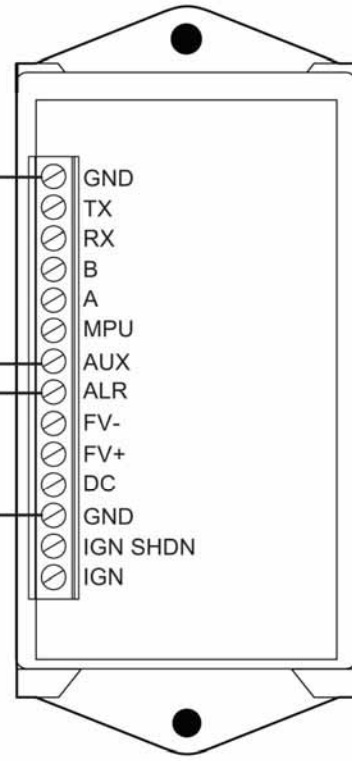 GND
TX
RX
B
A
MPU
AUX
ALR
FV-
FV+
DC
GND
IGN SHDN
IGN